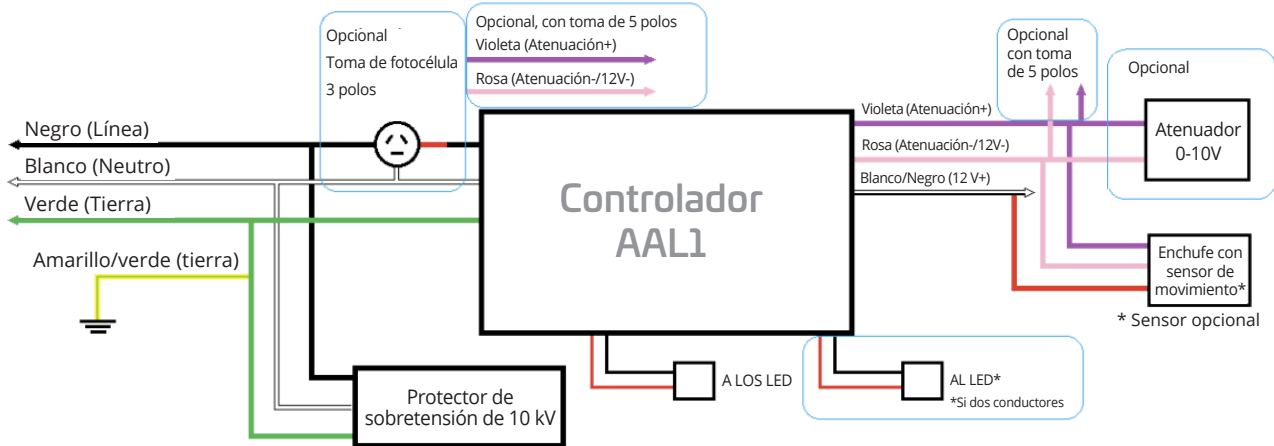 Opcional
Toma de fotocélula
3 polos
Opcional, con toma de 5 polos
Violeta (Atenuación+)
Rosa (Atenuación-/12V-)
Negro (Línea)
Blanco (Neutro)
Verde (Tierra)
Amarillo/verde (tierra)
Controlador
AAL1
Protector de
sobretensión de 10 kV
A LOS LED
AL LED*
*Si dos conductores
Violeta (Atenuación+)
Rosa (Atenuación-/12V-)
Blanco/Negro (12 V+)
Opcional
con toma
de 5 polos
Opcional
Atenuador
0-10V
Enchufe con
sensor de
movimiento*
* Sensor opcional